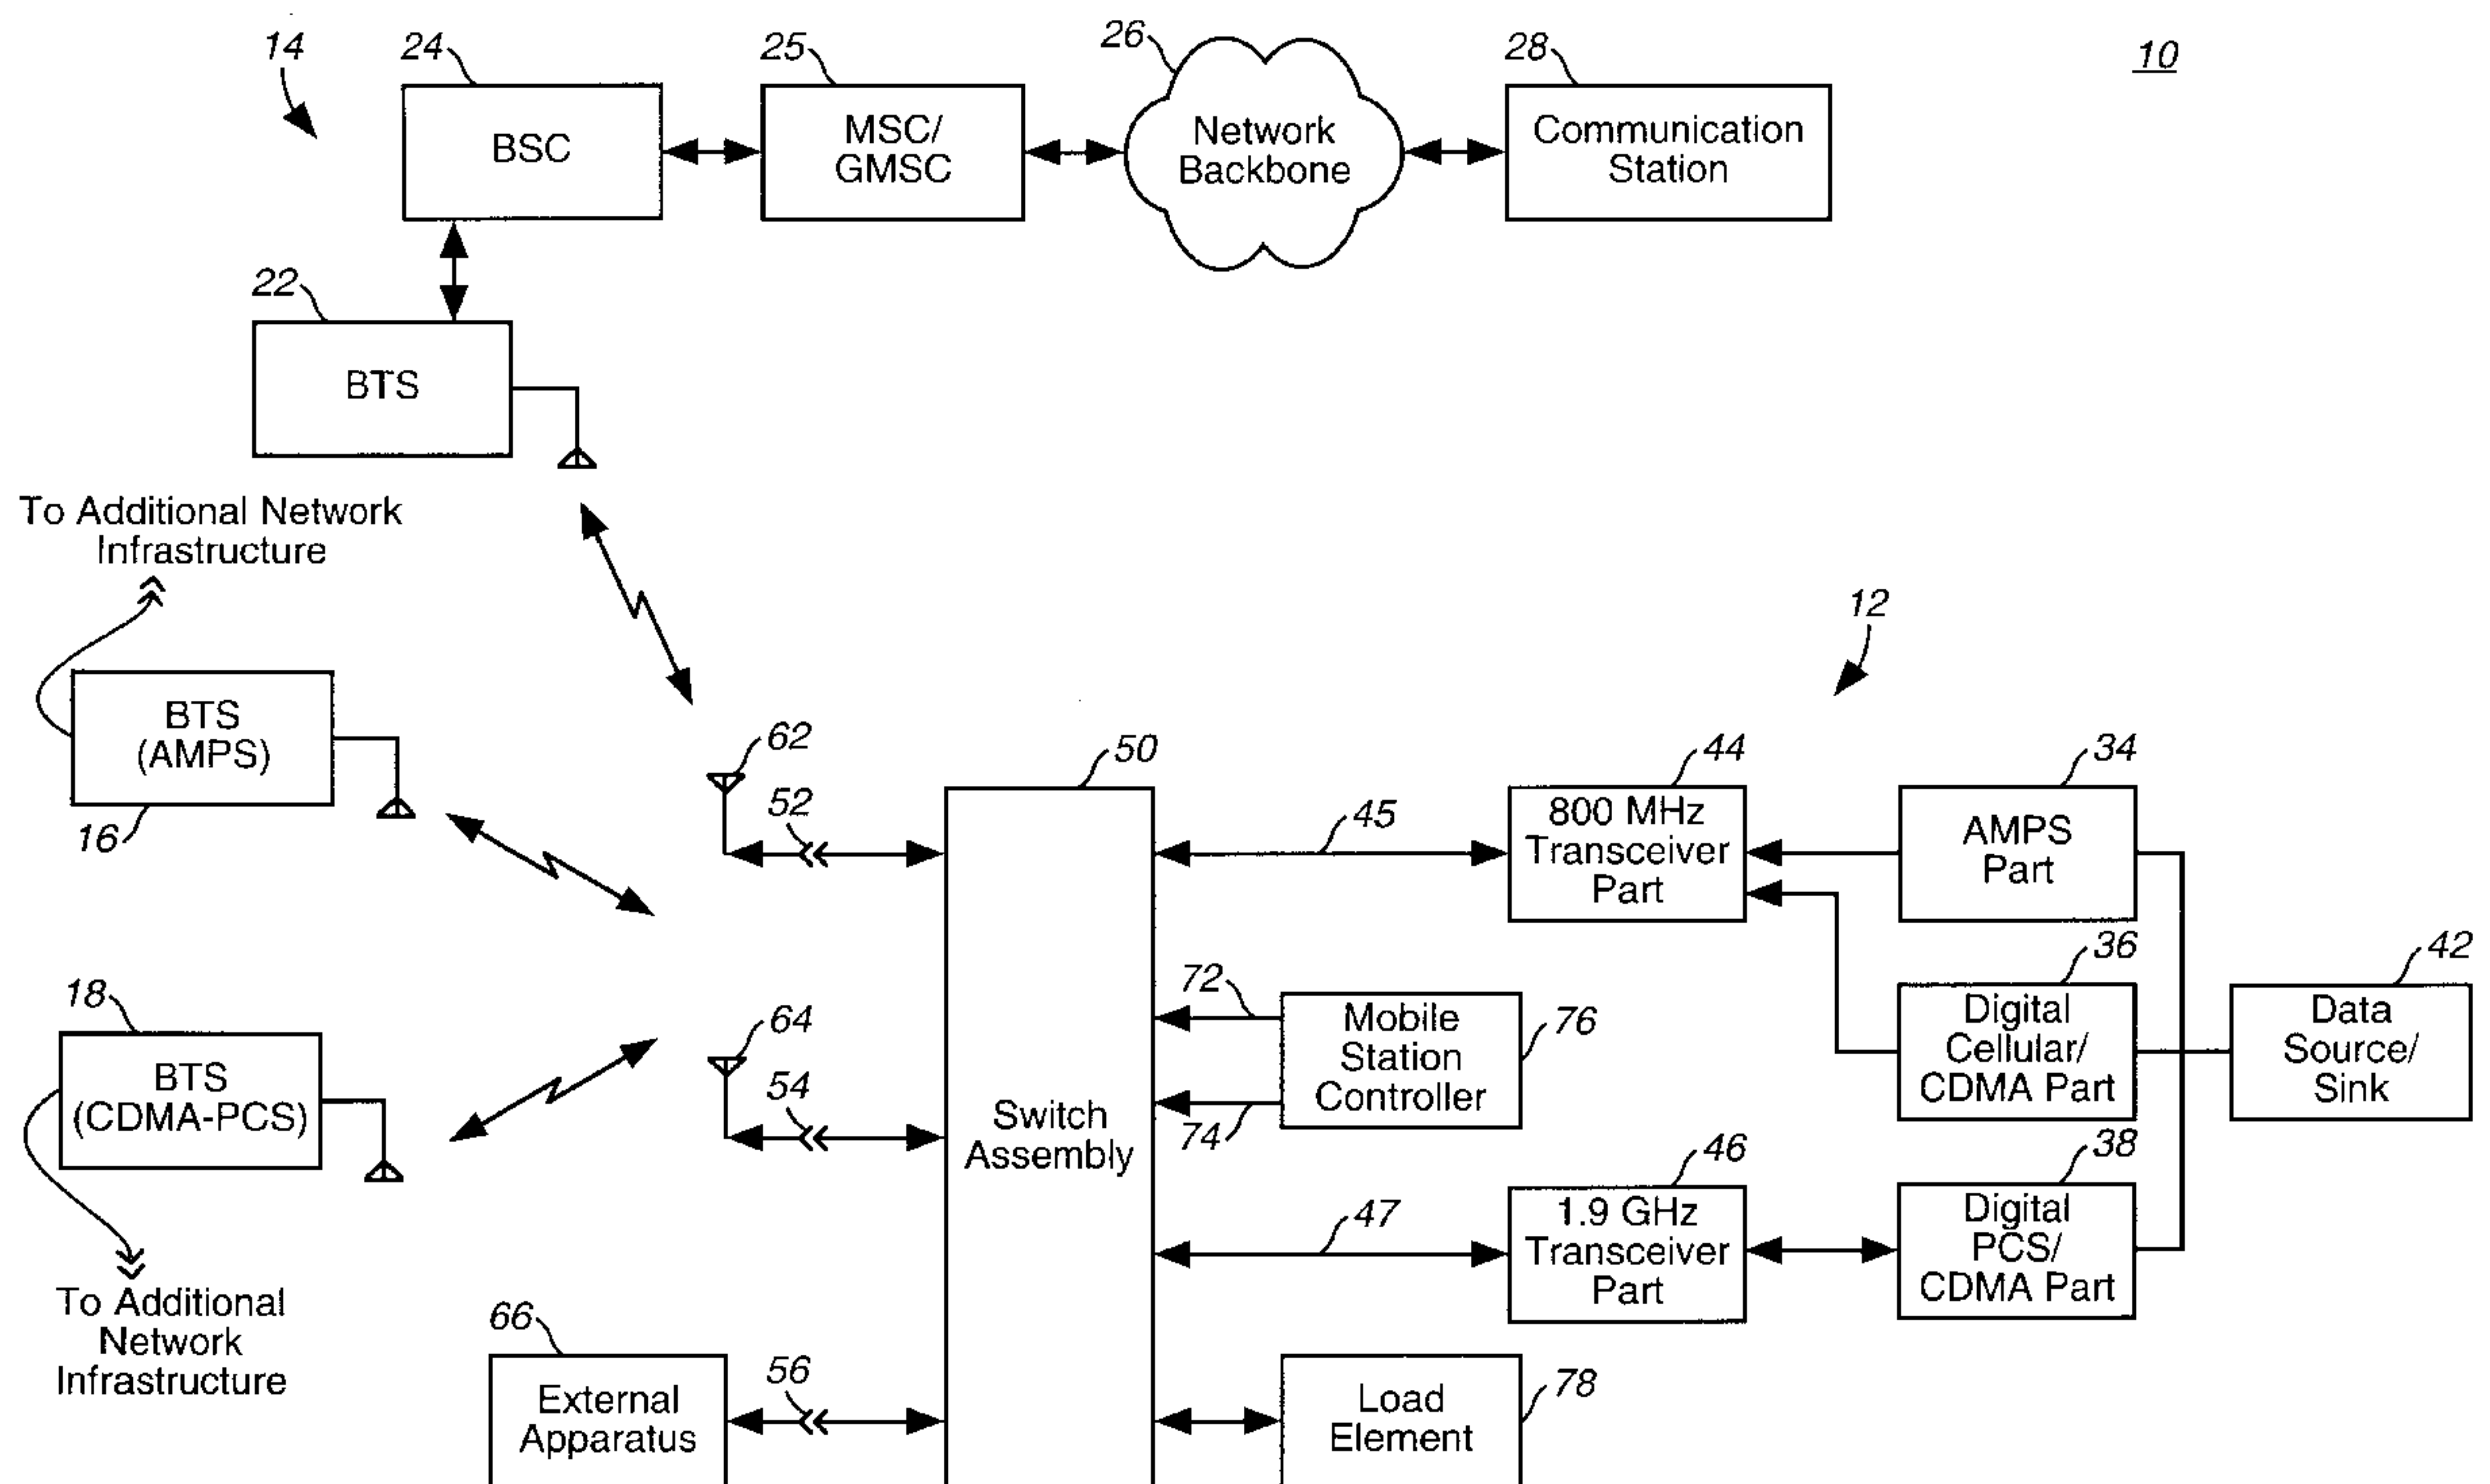 14
24
25
26
28
10
BSC
MSC/
GMSC
Network
Backbone
Communication
Station
22
BTS
To Additional Network
Infrastructure
12
BTS
(AMPS)
16
62
52
50
45
44
800 MHz
Transceiver
Part
34
AMPS
Part
18
BTS
(CDMA-PCS)
64
54
Switch
Assembly
72
74
Mobile
Station
Controller
76
36
Digital
Cellular/
CDMA Part
42
Data
Source/
Sink
47
46
1.9 GHz
Transceiver
Part
38
Digital
PCS/
CDMA Part
To Additional
Network
Infrastructure
66
External
Apparatus
56
Load
Element
78